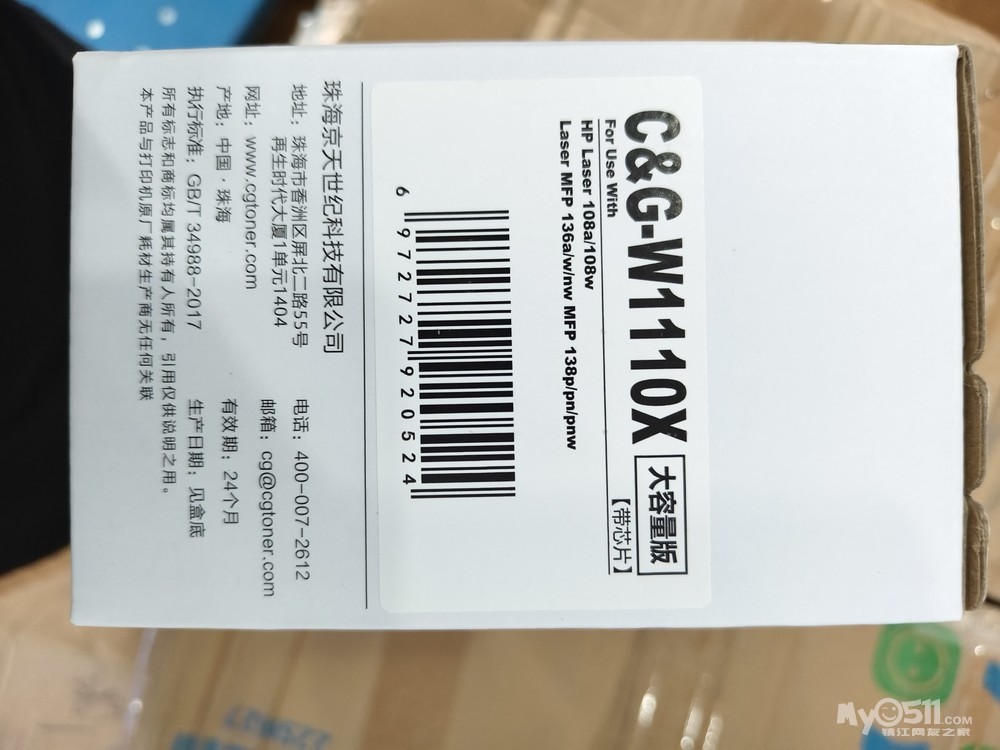 C&G-W1110X 大容量版
For Use With 【带芯片】
HP Laser 108a/108w
Laser MFP 136a/w/nw MFP 138p/pn/pnw
6 972727 920524
珠海京天世纪科技有限公司
地址：珠海市香洲区屏北二路55号
再生时代大厦1单元1404
电话：400-007-2612
网址：www.cgtoner.com
邮箱：cg@cgtoner.com
产地：中国·珠海
有效期：24个月
执行标准：GB/T 34988-2017
生产日期：见盒底
所有标志和商标均属其持有人所有，引用仅供说明之用。
本产品与打印机原厂耗材生产商无任何关联
My0511.COM
镇江网友之家